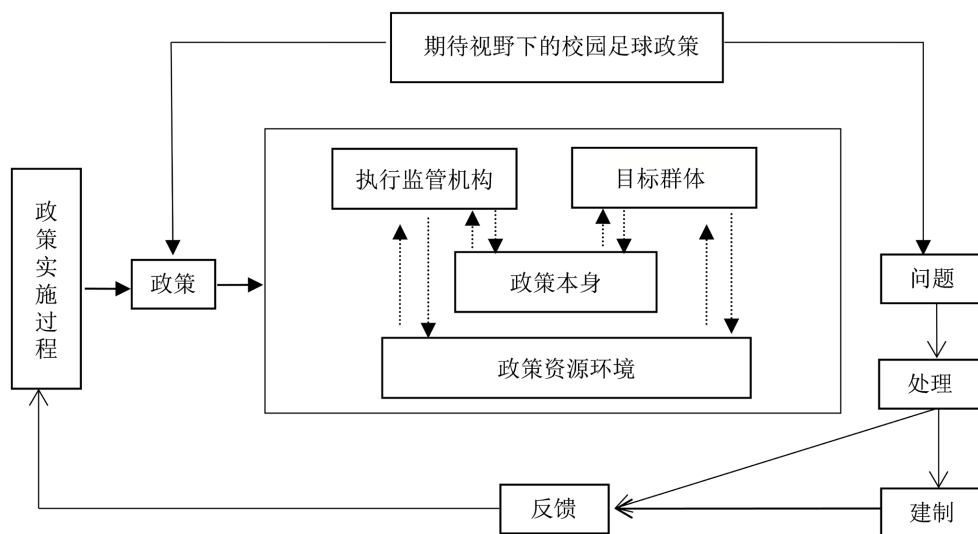 期待视野下的校园足球政策
执行监管机构
目标群体
政策实施过程
政策
政策本身
问题
政策资源环境
处理
反馈
建制